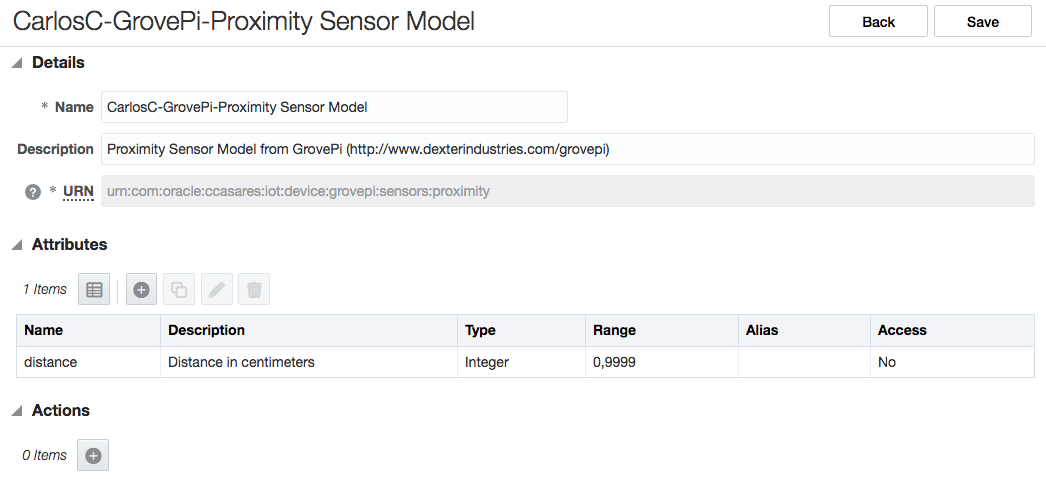 CarlosC-GrovePi-Proximity Sensor Model Back Save
Details
* Name CarlosC-GrovePi-Proximity Sensor Model
Description Proximity Sensor Model from GrovePi (http://www.dexterindustries.com/grovepi)
? * URN urn:com:oracle:ccasares:iot:device:grovepi:sensors:proximity
Attributes
1 Items
Name Description Type Range Alias Access
distance Distance in centimeters Integer 0,9999 No
Actions
0 Items